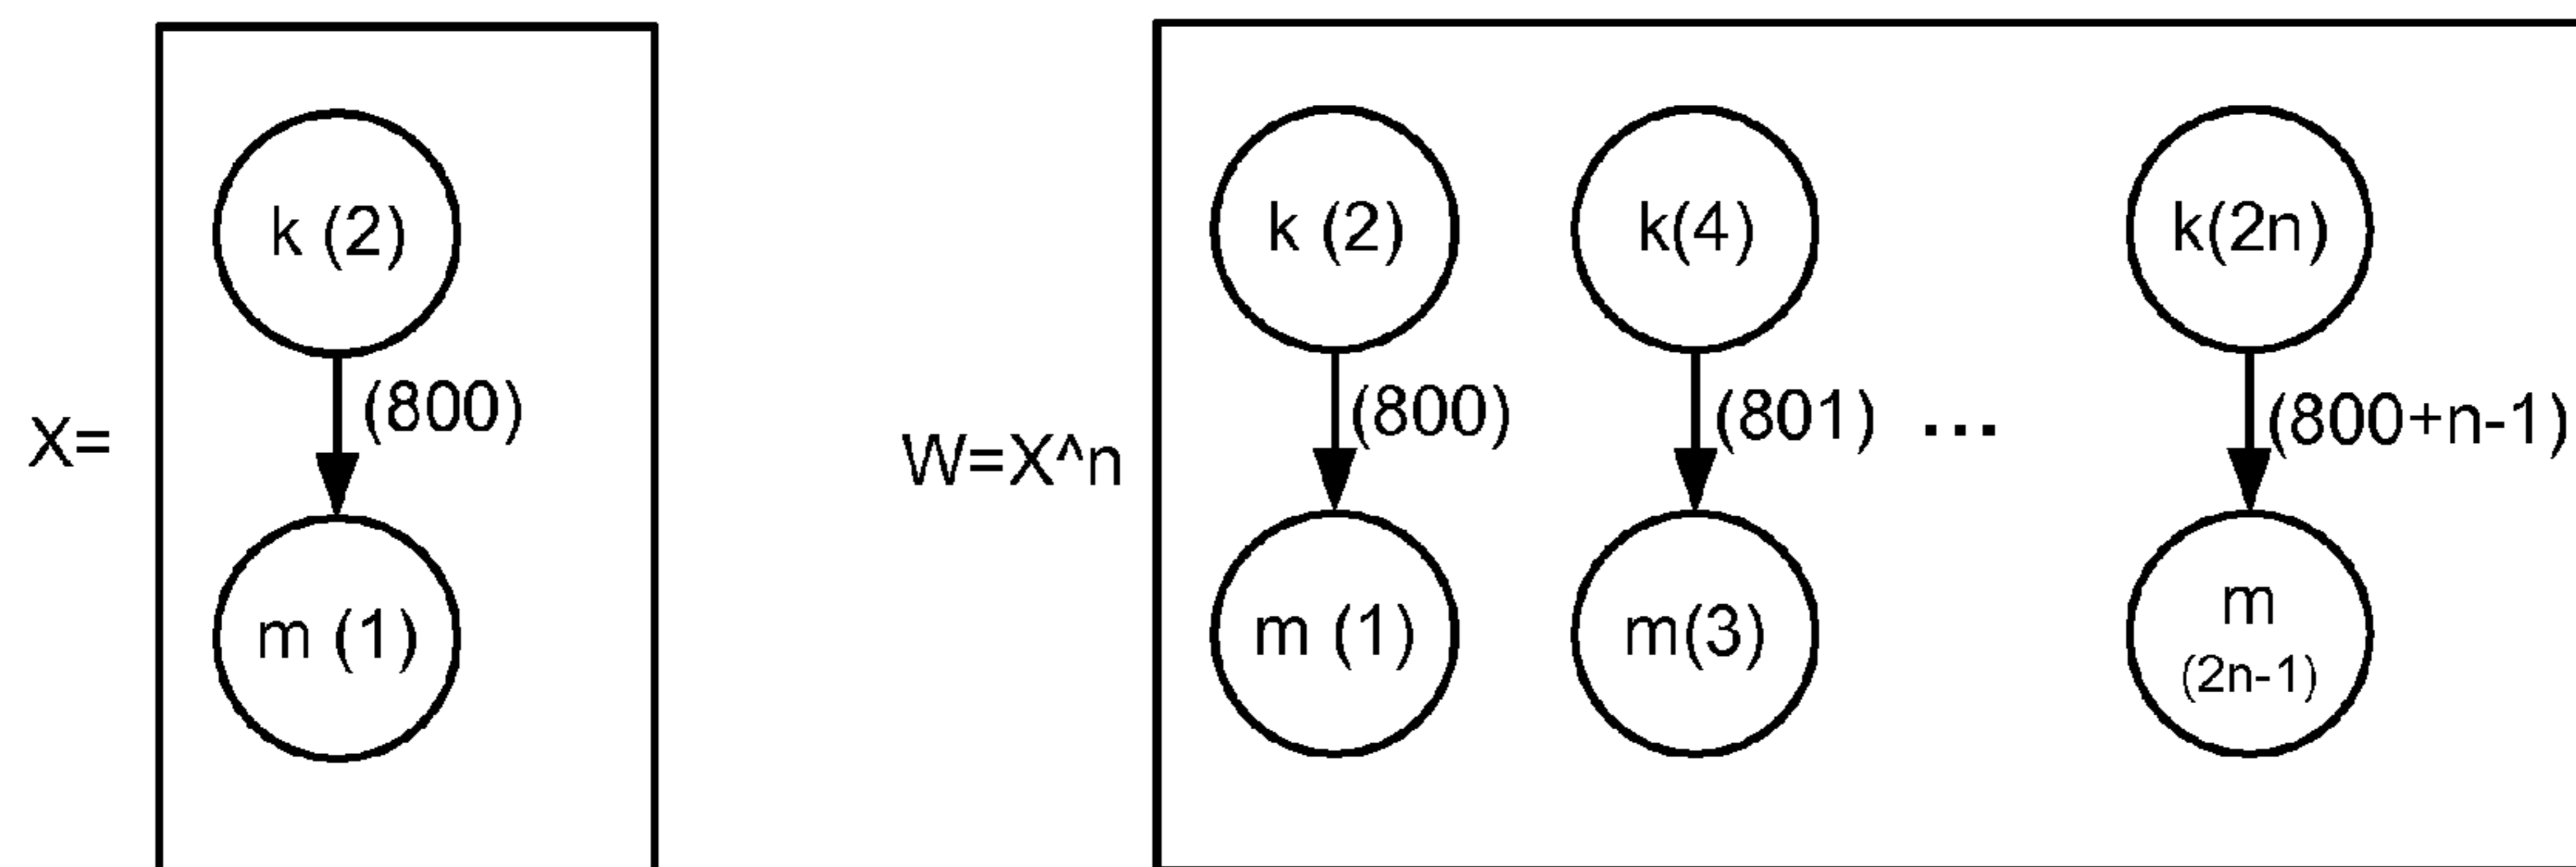 X=
k (2)
(800)
m (1)
W=X^n
k (2)
(800)
m (1)
k(4)
(801)
m(3)
...
k(2n)
(800+n-1)
m
(2n-1)